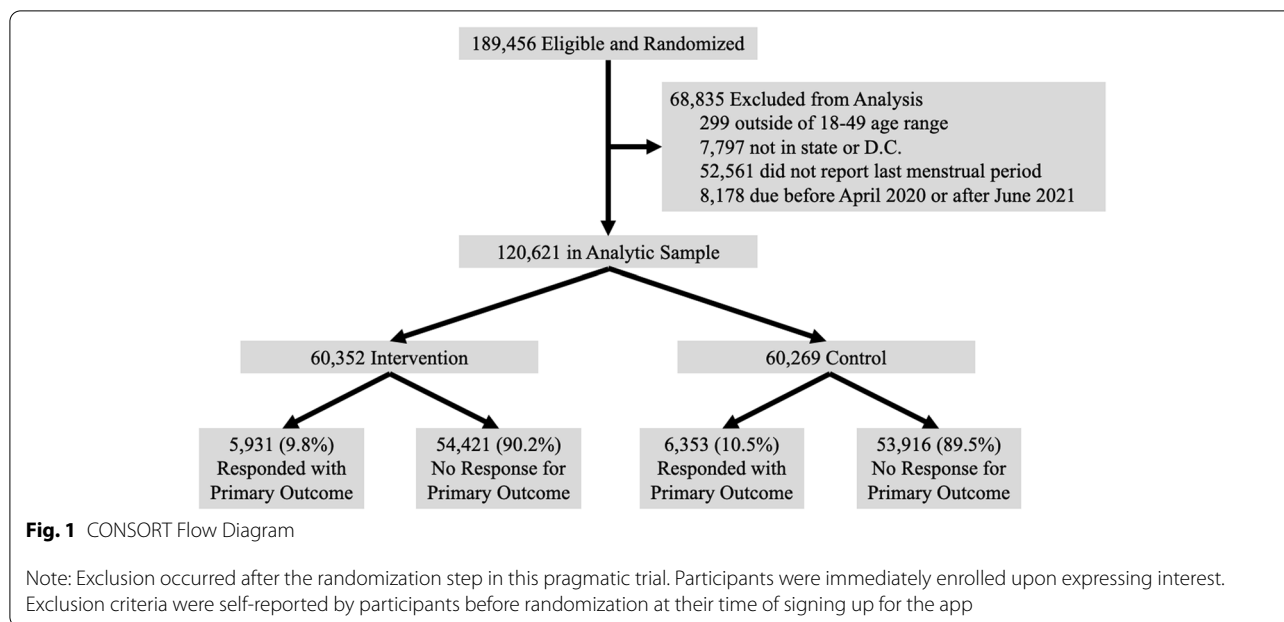 189,456 Eligible and Randomized
68,835 Excluded from Analysis
299 outside of 18-49 age range
7,797 not in state or D.C.
52,561 did not report last menstrual period
8,178 due before April 2020 or after June 2021
120,621 in Analytic Sample
60,352 Intervention
60,269 Control
5,931 (9.8%)
Responded with
Primary Outcome
54,421 (90.2%)
No Response for
Primary Outcome
6,353 (10.5%)
Responded with
Primary Outcome
53,916 (89.5%)
No Response for
Primary Outcome
Fig. 1 CONSORT Flow Diagram
Note: Exclusion occurred after the randomization step in this pragmatic trial. Participants were immediately enrolled upon expressing interest.
Exclusion criteria were self-reported by participants before randomization at their time of signing up for the app